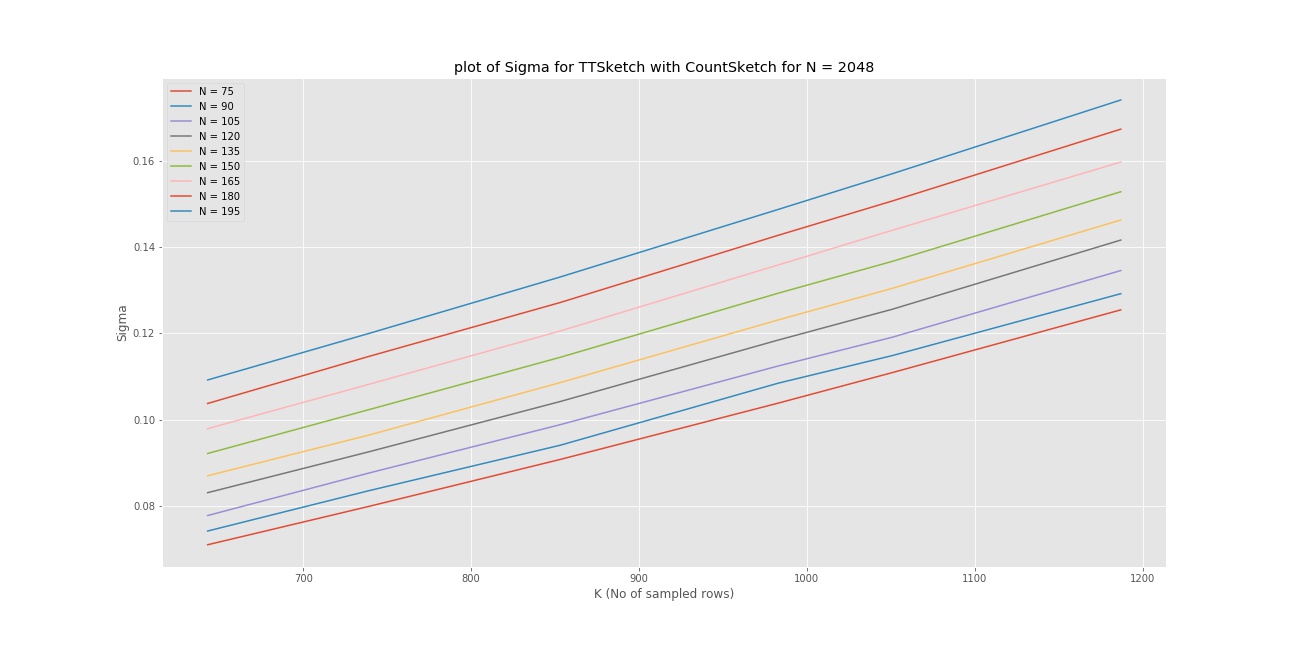 plot of Sigma for TTSketch with CountSketch for N = 2048
N = 75
N = 90
N = 105
N = 120
N = 135
N = 150
N = 165
N = 180
N = 195
Sigma
0.16
0.14
0.12
0.10
0.08
700 800 900 1000 1100 1200
K (No of sampled rows)